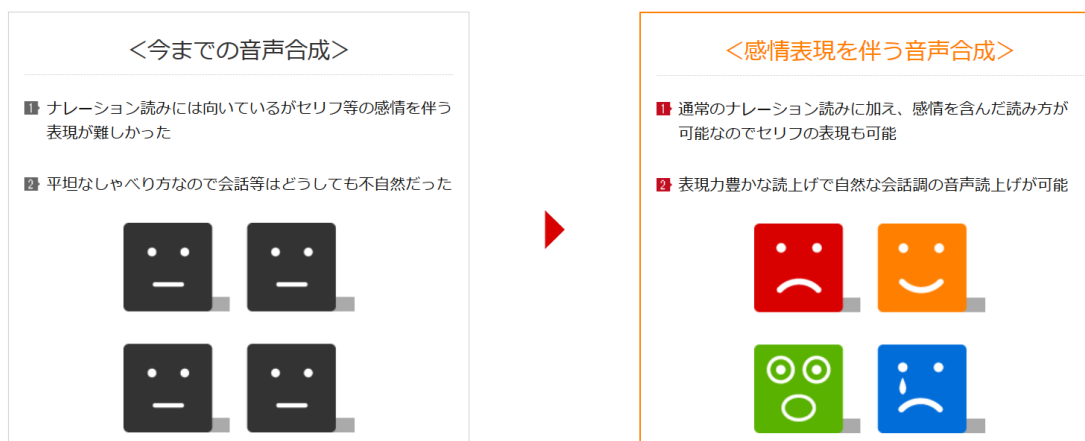 ＜今までの音声合成＞
1 ナレーション読みには向いているがセリフ等の感情を伴う
表現が難しかった
2 平坦なしゃべり方なので会話等はどうしても不自然だった
＜感情表現を伴う音声合成＞
1 通常のナレーション読みに加え、感情を含んだ読み方が
可能なのでセリフの表現も可能
2 表現力豊かな読上げで自然な会話調の音声読上げが可能